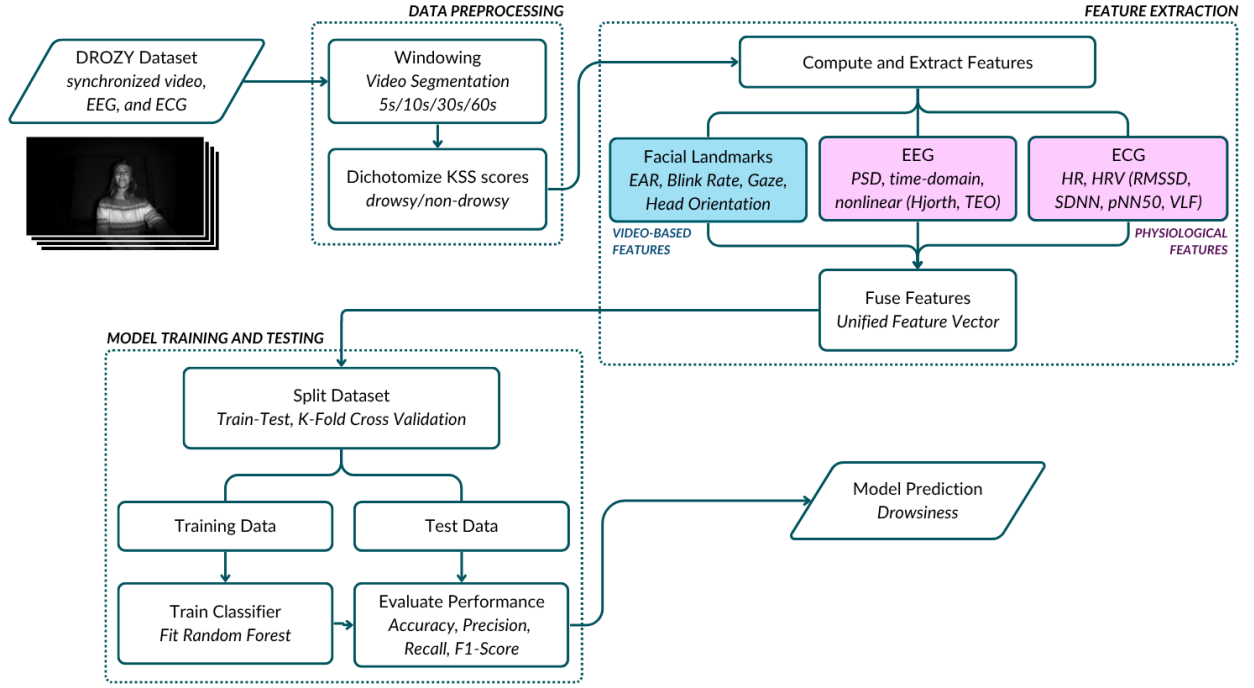 DATA PREPROCESSING
FEATURE EXTRACTION
DROZY Dataset
synchronized video,
EEG, and ECG
Windowing
Video Segmentation
5s/10s/30s/60s
Dichotomize KSS scores
drowsy/non-drowsy
Compute and Extract Features
Facial Landmarks
EAR, Blink Rate, Gaze,
Head Orientation
EEG
PSD, time-domain,
nonlinear (Hjorth, TEO)
ECG
HR, HRV (RMSSD,
SDNN, pNN50, VLF)
VIDEO-BASED
FEATURES
PHYSIOLOGICAL
FEATURES
Fuse Features
Unified Feature Vector
MODEL TRAINING AND TESTING
Split Dataset
Train-Test, K-Fold Cross Validation
Training Data
Test Data
Train Classifier
Fit Random Forest
Evaluate Performance
Accuracy, Precision,
Recall, F1-Score
Model Prediction
Drowsiness